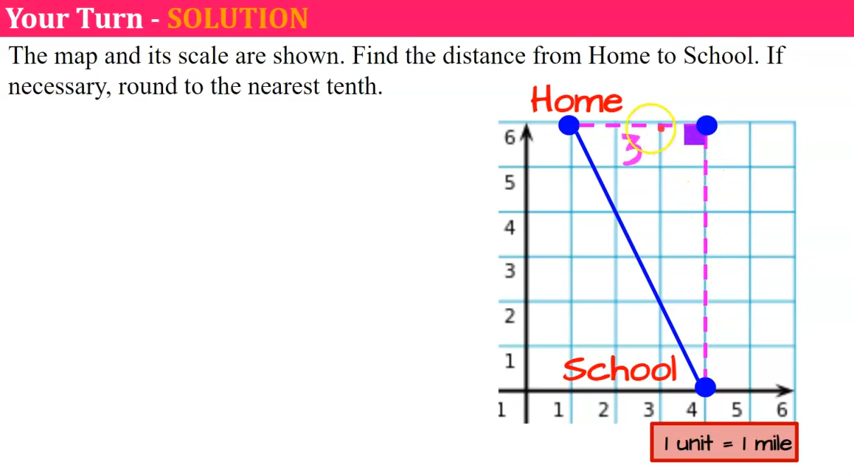 Your Turn - SOLUTION
The map and its scale are shown. Find the distance from Home to School. If
necessary, round to the nearest tenth.
Home
6
3
5
4
3
2
1
School
1 1 2 3 4 5 6
1 unit = 1 mile